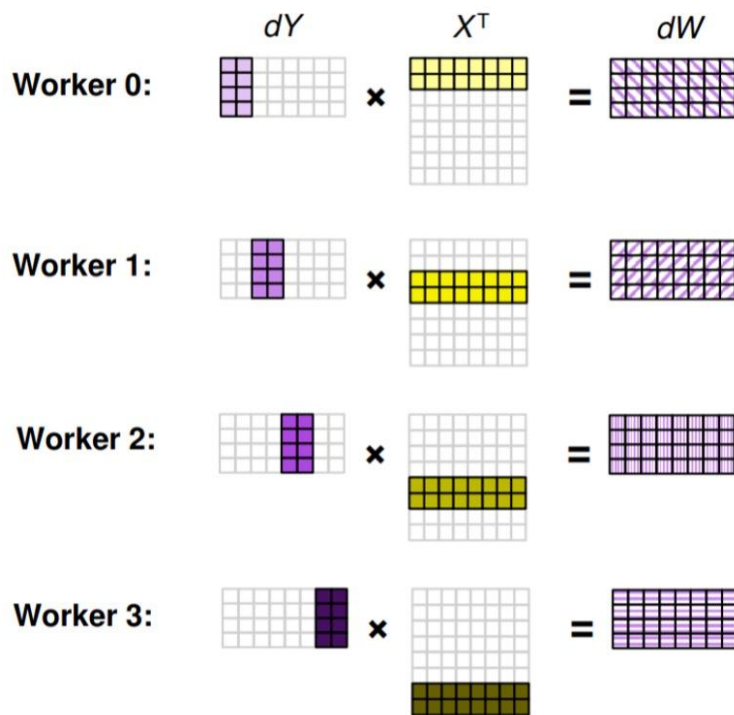 dY X⊤ dW
Worker 0: × =
Worker 1: × =
Worker 2: × =
Worker 3: × =